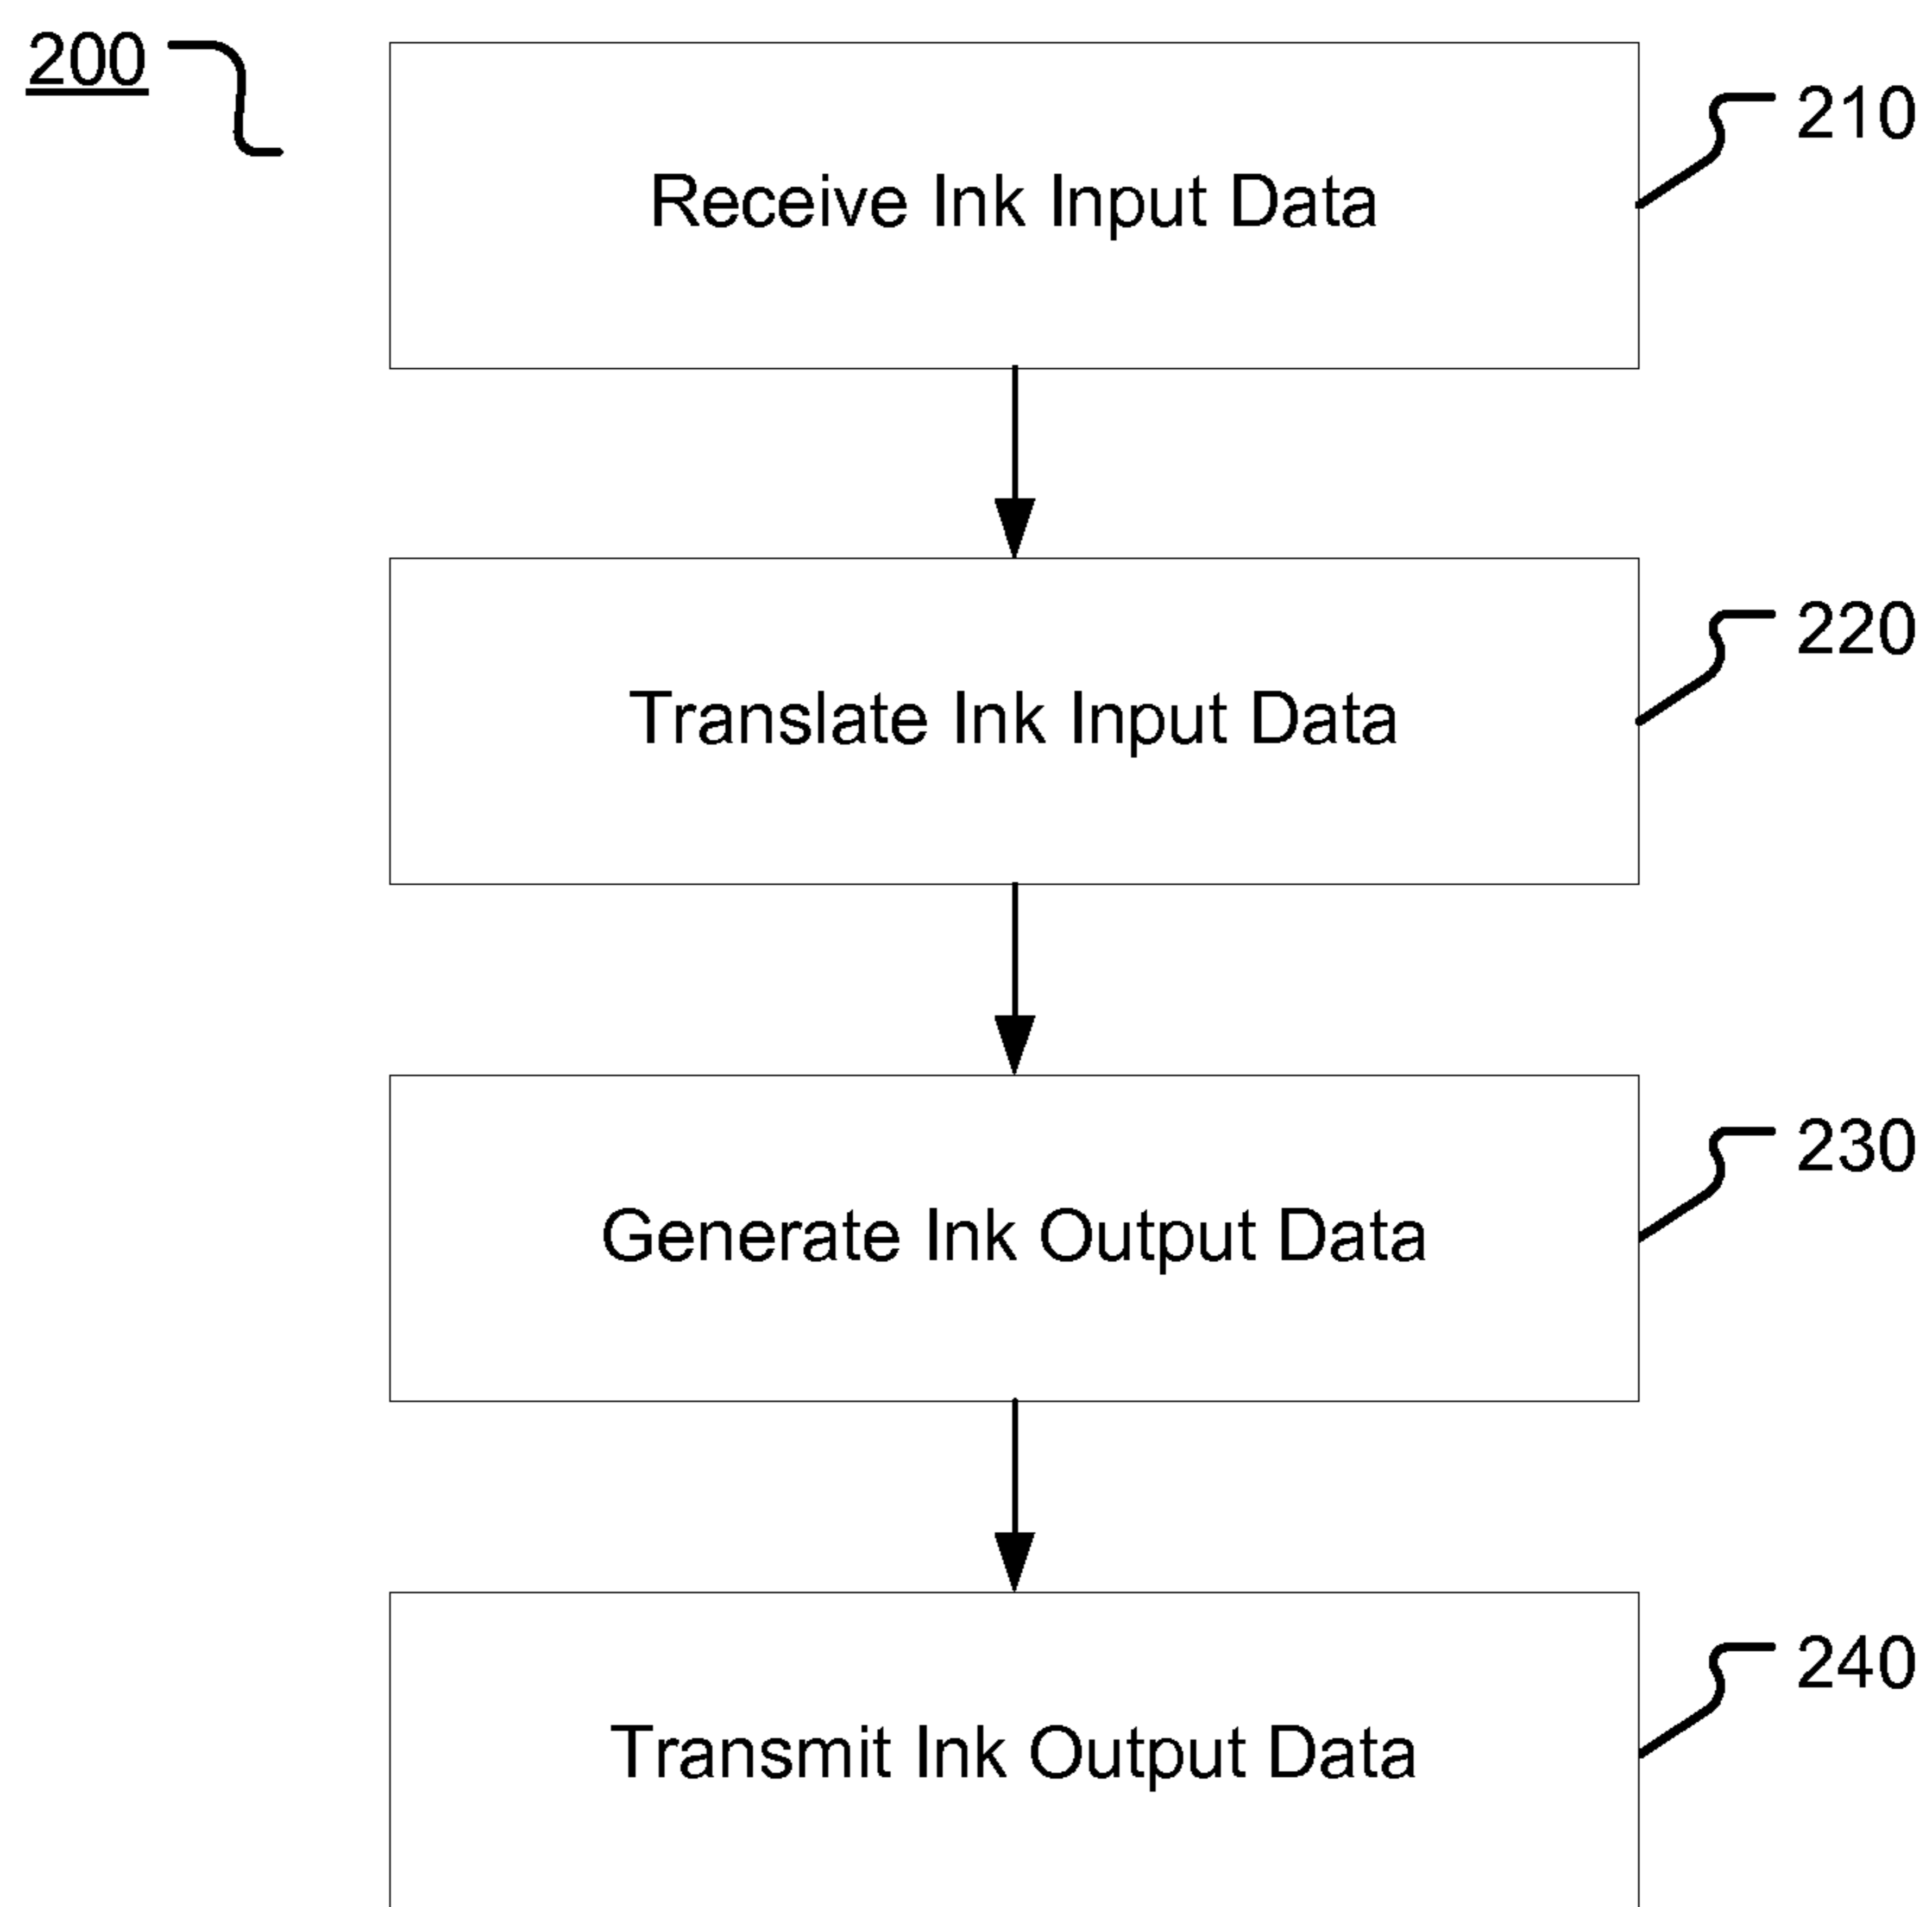 200
210
Receive Ink Input Data
220
Translate Ink Input Data
230
Generate Ink Output Data
240
Transmit Ink Output Data